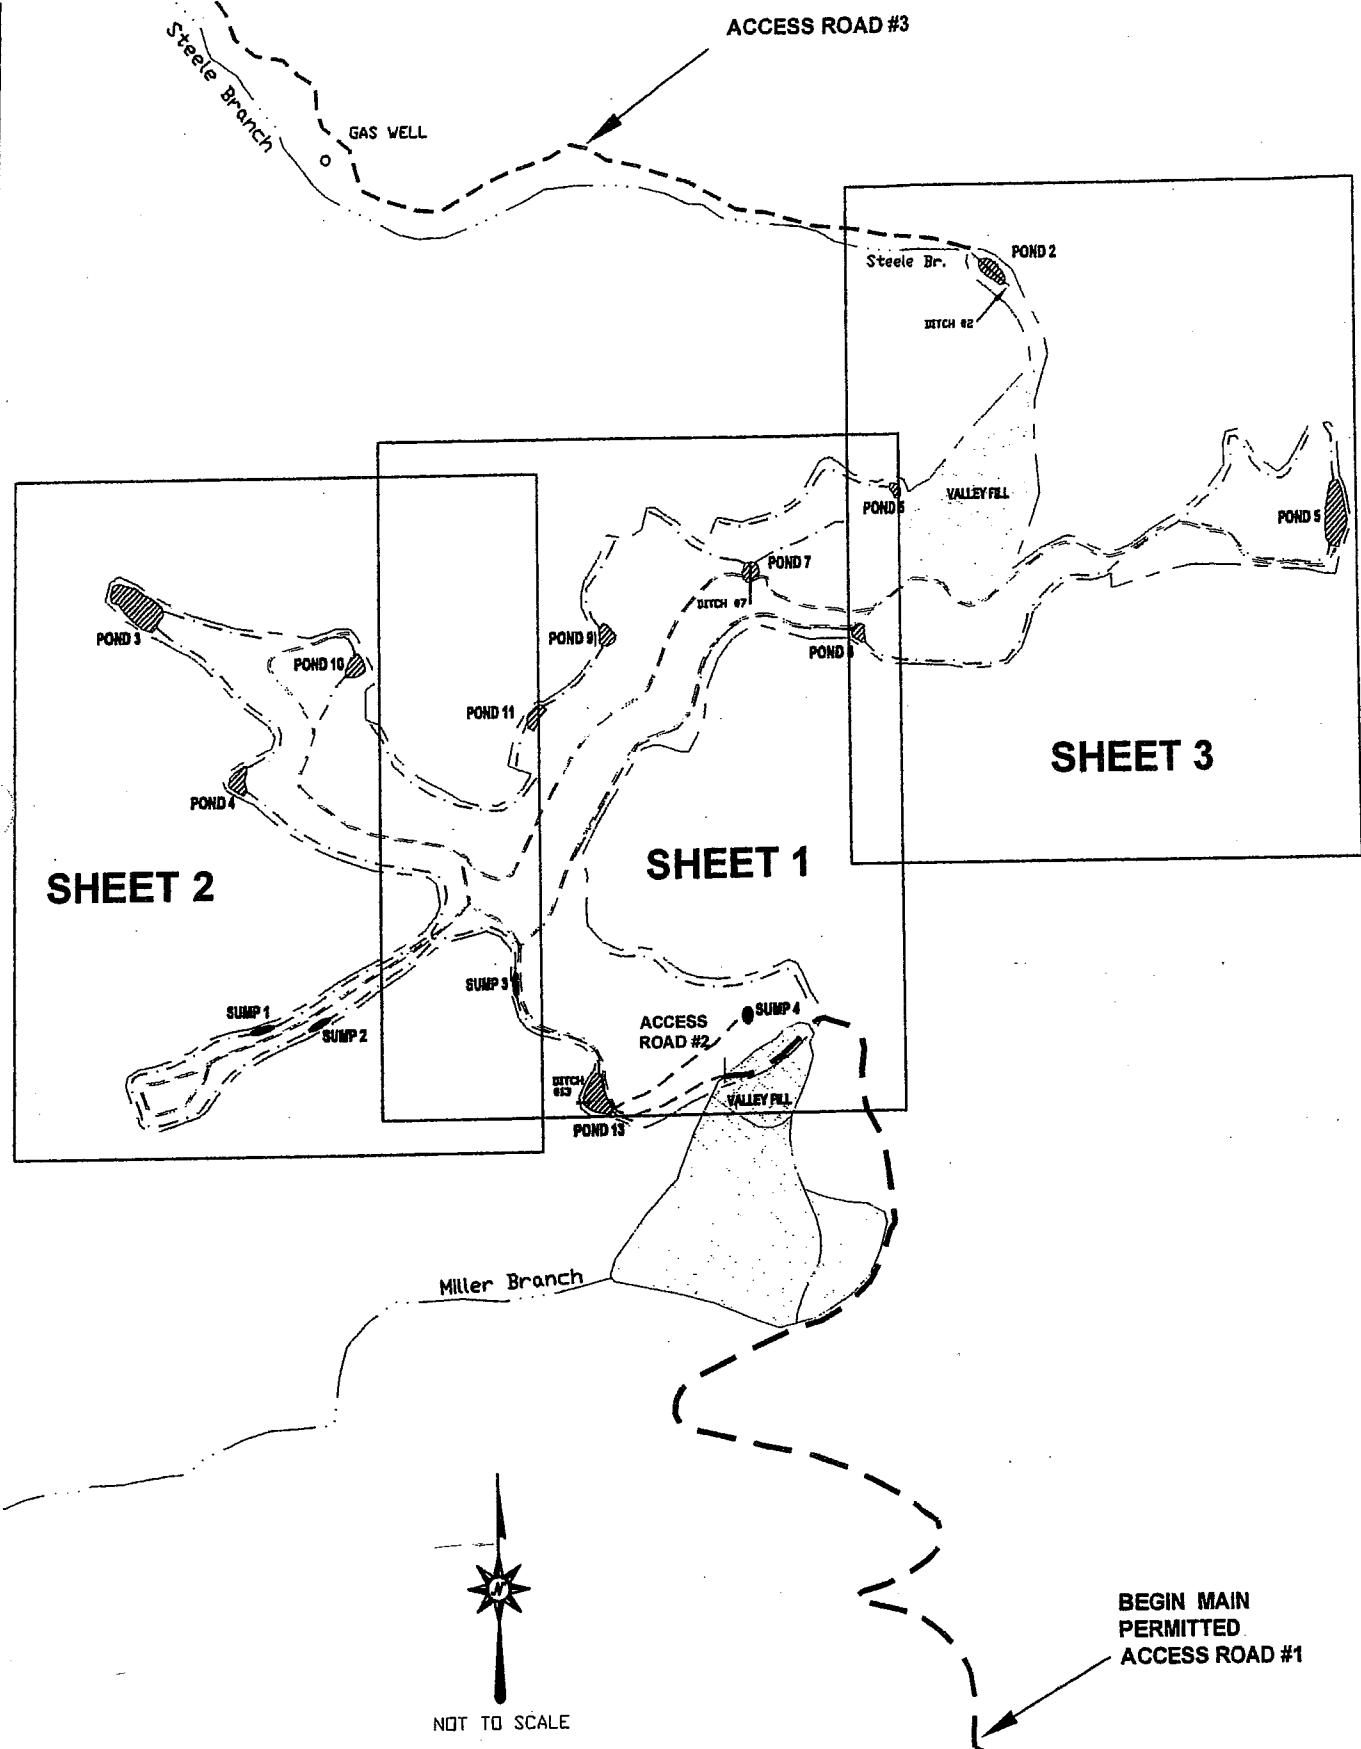 ACCESS ROAD #3
Steele Branch
GAS WELL
POND 2
Steele Br.
DITCH #2
VALLEY FILL
POND
POND 5
POND 7
DITCH #7
POND 3
POND 10
POND 9
POND
POND 11
SHEET 3
POND 4
SHEET 1
SHEET 2
SUMP 3
SUMP 1
SUMP 2
SUMP 4
ACCESS
ROAD #2
DITCH
#13
VALLEY FILL
POND 13
Miller Branch
N
BEGIN MAIN
PERMITTED
ACCESS ROAD #1
NOT TO SCALE